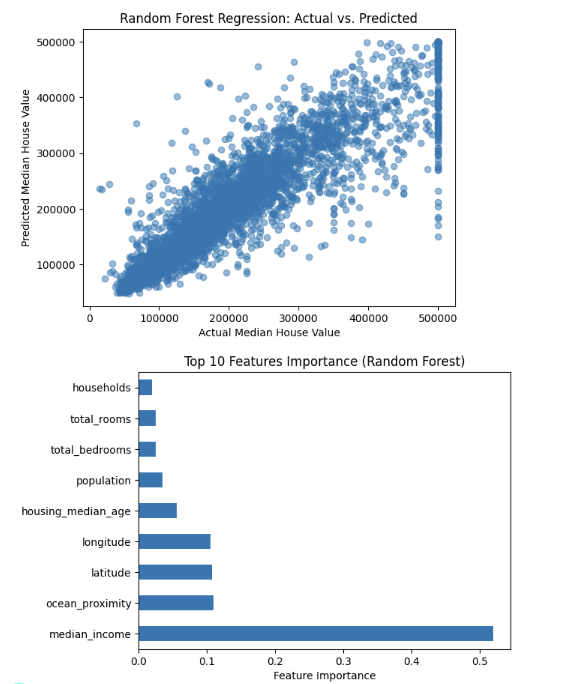 Random Forest Regression: Actual vs. Predicted
500000
400000
300000
200000
100000
Predicted Median House Value
0 100000 200000 300000 400000 500000
Actual Median House Value
Top 10 Features Importance (Random Forest)
households
total_rooms
total_bedrooms
population
housing_median_age
longitude
latitude
ocean_proximity
median_income
0.0 0.1 0.2 0.3 0.4 0.5
Feature Importance